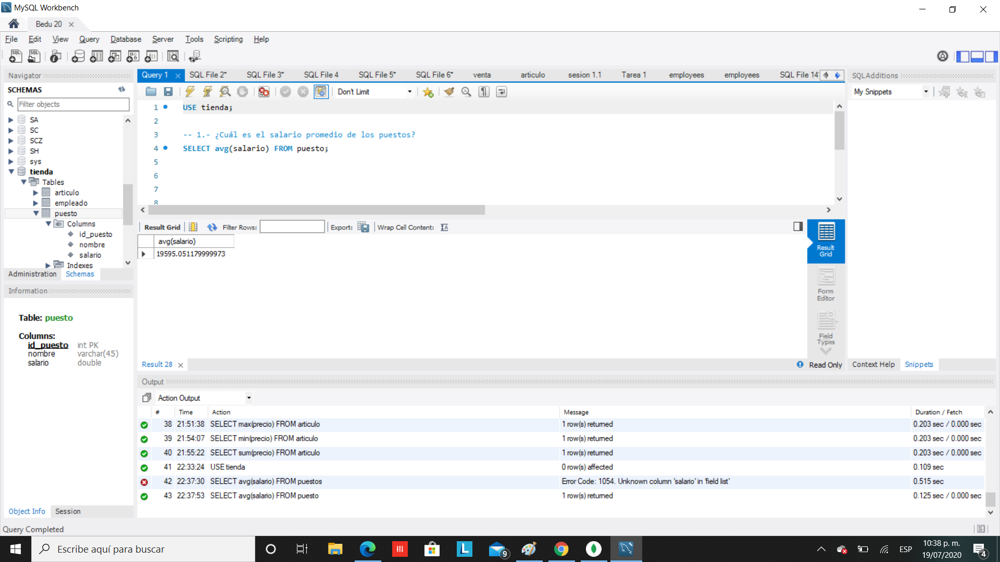 MySQL Workbench
Bedu 20
File Edit View Query Database Server Tools Scripting Help
Navigator
SCHEMAS
Filter objects
SA
SC
SCZ
SH
sys
tienda
Tables
articulo
empleado
puesto
Columns
id_puesto
nombre
salario
Indexes
Administration Schemas
Information
Table: puesto
Columns:
id_puesto int PK
nombre varchar(45)
salario double
Object Info Session
Query 1 SQL File 2* SQL File 3* SQL File 4 SQL File 5* SQL File 6* venta articulo sesion 1.1 Tarea 1 employees employees SQL File 14*
Don't Limit
1 USE tienda;
2
3 -- 1.- ¿Cuál es el salario promedio de los puestos?
4 SELECT avg(salario) FROM puesto;
5
6
7
8
Result Grid Filter Rows: Export: Wrap Cell Content:
avg(salario)
19595.051179999973
Result Grid
Form Editor
Field Types
Result 28 Read Only
SQLAdditions
My Snippets
Context Help Snippets
Output
Action Output
# Time Action Message Duration / Fetch
38 21:51:38 SELECT max(precio) FROM articulo 1 row(s) returned 0.203 sec / 0.000 sec
39 21:54:07 SELECT min(precio) FROM articulo 1 row(s) returned 0.203 sec / 0.000 sec
40 21:55:22 SELECT sum(precio) FROM articulo 1 row(s) returned 0.203 sec / 0.000 sec
41 22:33:24 USE tienda 0 row(s) affected 0.109 sec
42 22:37:30 SELECT avg(salario) FROM puestos Error Code: 1054. Unknown column 'salario' in 'field list' 0.515 sec
43 22:37:53 SELECT avg(salario) FROM puesto 1 row(s) returned 0.125 sec / 0.000 sec
Query Completed
Escribe aquí para buscar
9
ESP
10:38 p. m.
19/07/2020
4